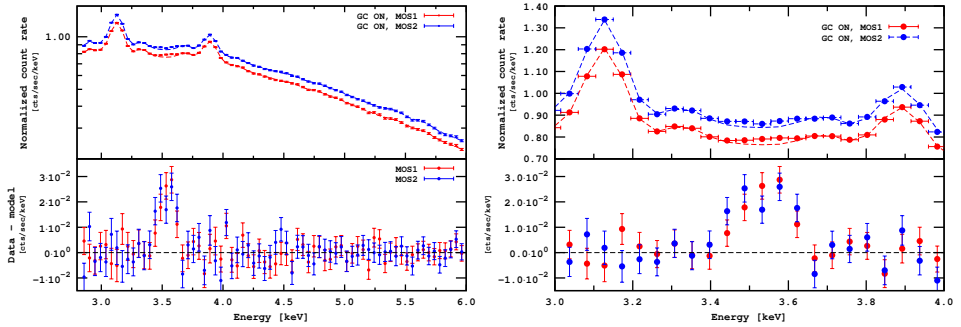 GC ON, MOS1
GC ON, MOS2
1.00
Normalized count rate
[cts/sec/keV]
MOS1
MOS2
3·10⁻²
2·10⁻²
1·10⁻²
0·10⁰
-1·10⁻²
Data - model
[cts/sec/keV]
3.0 3.5 4.0 4.5 5.0 5.5 6.0
Energy [keV]
GC ON, MOS1
GC ON, MOS2
1.40
1.30
1.20
1.10
1.00
0.90
0.80
0.70
Normalized count rate
[cts/sec/keV]
3·10⁻²
2·10⁻²
1·10⁻²
0·10⁰
-1·10⁻²
[cts/sec/keV]
3.0 3.2 3.4 3.6 3.8 4.0
Energy [keV]